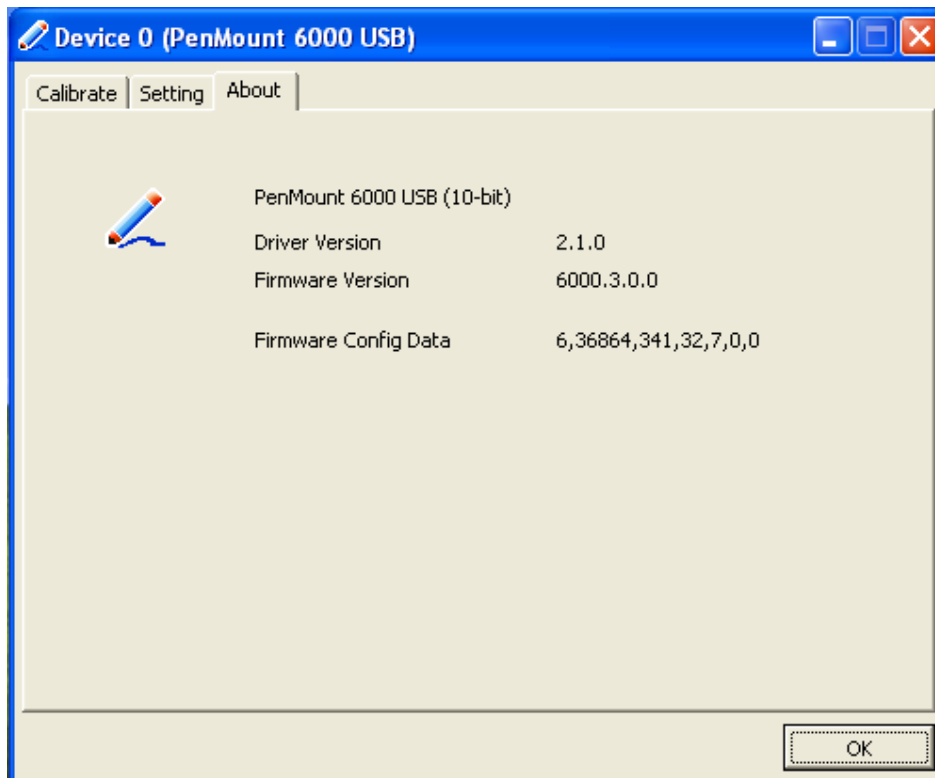 Device 0 (PenMount 6000 USB)
Calibrate Setting About
PenMount 6000 USB (10-bit)
Driver Version 2.1.0
Firmware Version 6000.3.0.0
Firmware Config Data 6,36864,341,32,7,0,0
OK